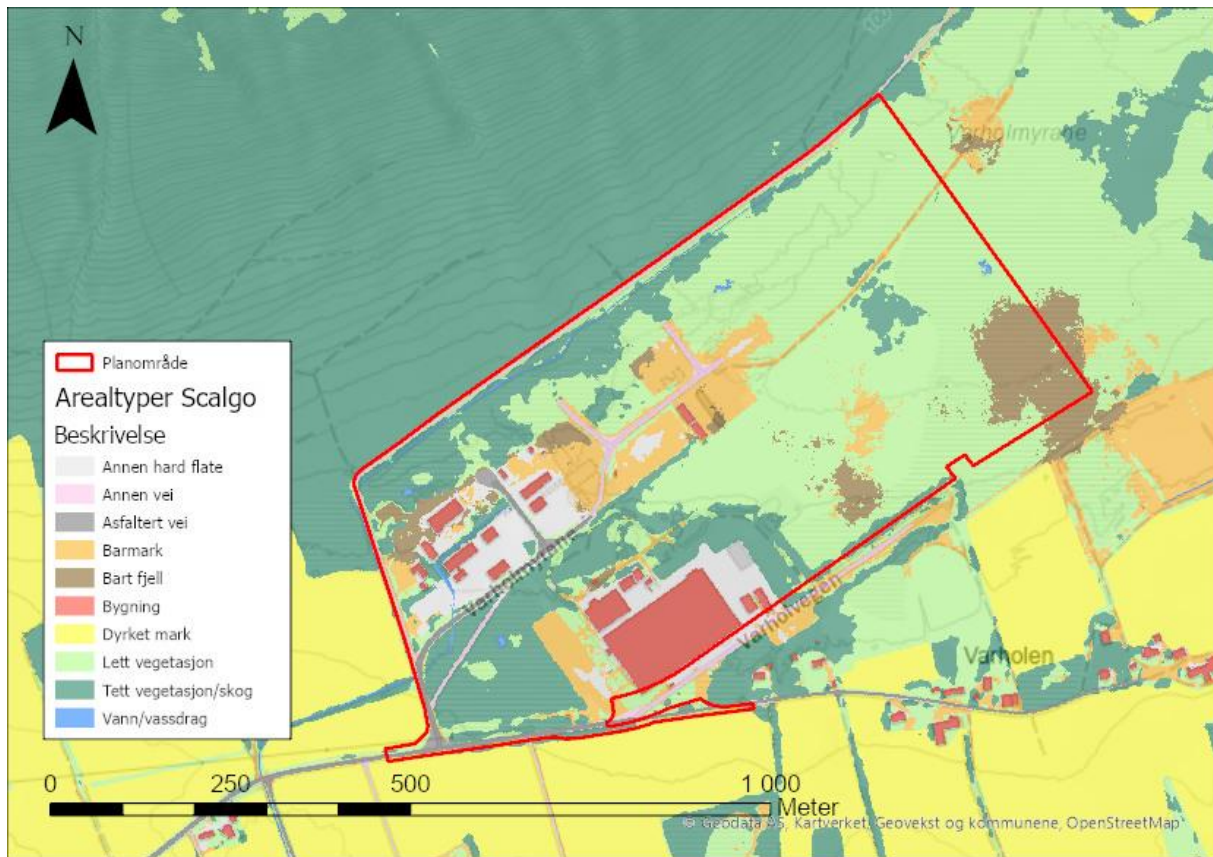 N
100
Varholmyrane
Planområde
Arealtyper Scalgo
Beskrivelse
Annen hard flate
Annen vei
Asfaltert vei
Barmark
Bart fjell
Bygning
Dyrket mark
Lett vegetasjon
Tett vegetasjon/skog
Vann/vassdrag
Varholmyrane
Varholvegen
Varholen
0
250
500
1 000
Meter
© Geodata AS, Kartverket, Geovekst og kommunene, OpenStreetMap